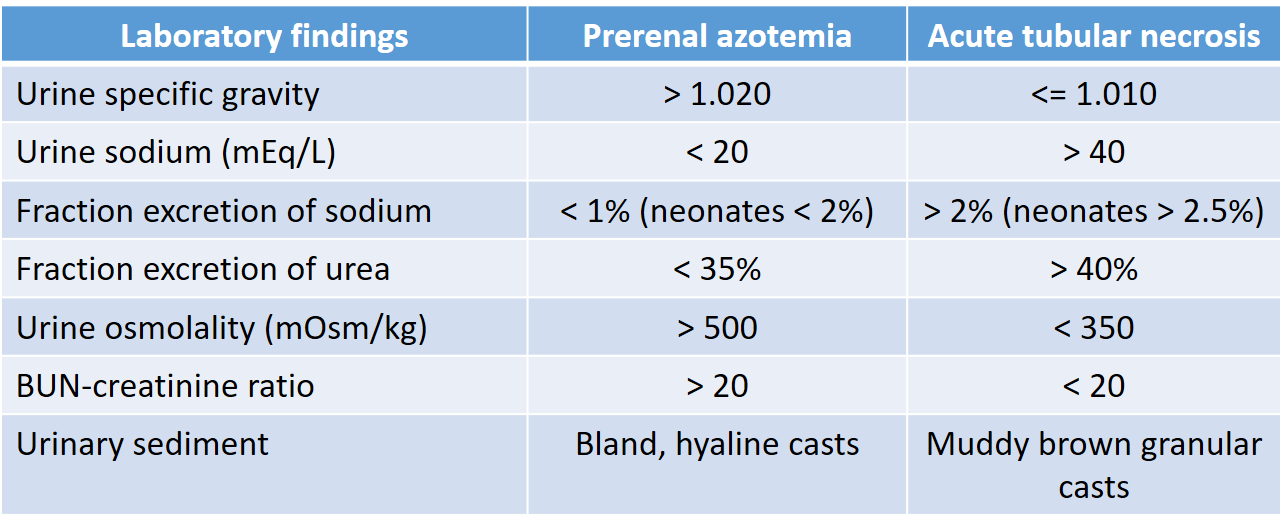 Laboratory findings Prerenal azotemia Acute tubular necrosis
Urine specific gravity > 1.020 <= 1.010
Urine sodium (mEq/L) < 20 > 40
Fraction excretion of sodium < 1% (neonates < 2%) > 2% (neonates > 2.5%)
Fraction excretion of urea < 35% > 40%
Urine osmolality (mOsm/kg) > 500 < 350
BUN-creatinine ratio > 20 < 20
Urinary sediment Bland, hyaline casts Muddy brown granular
casts